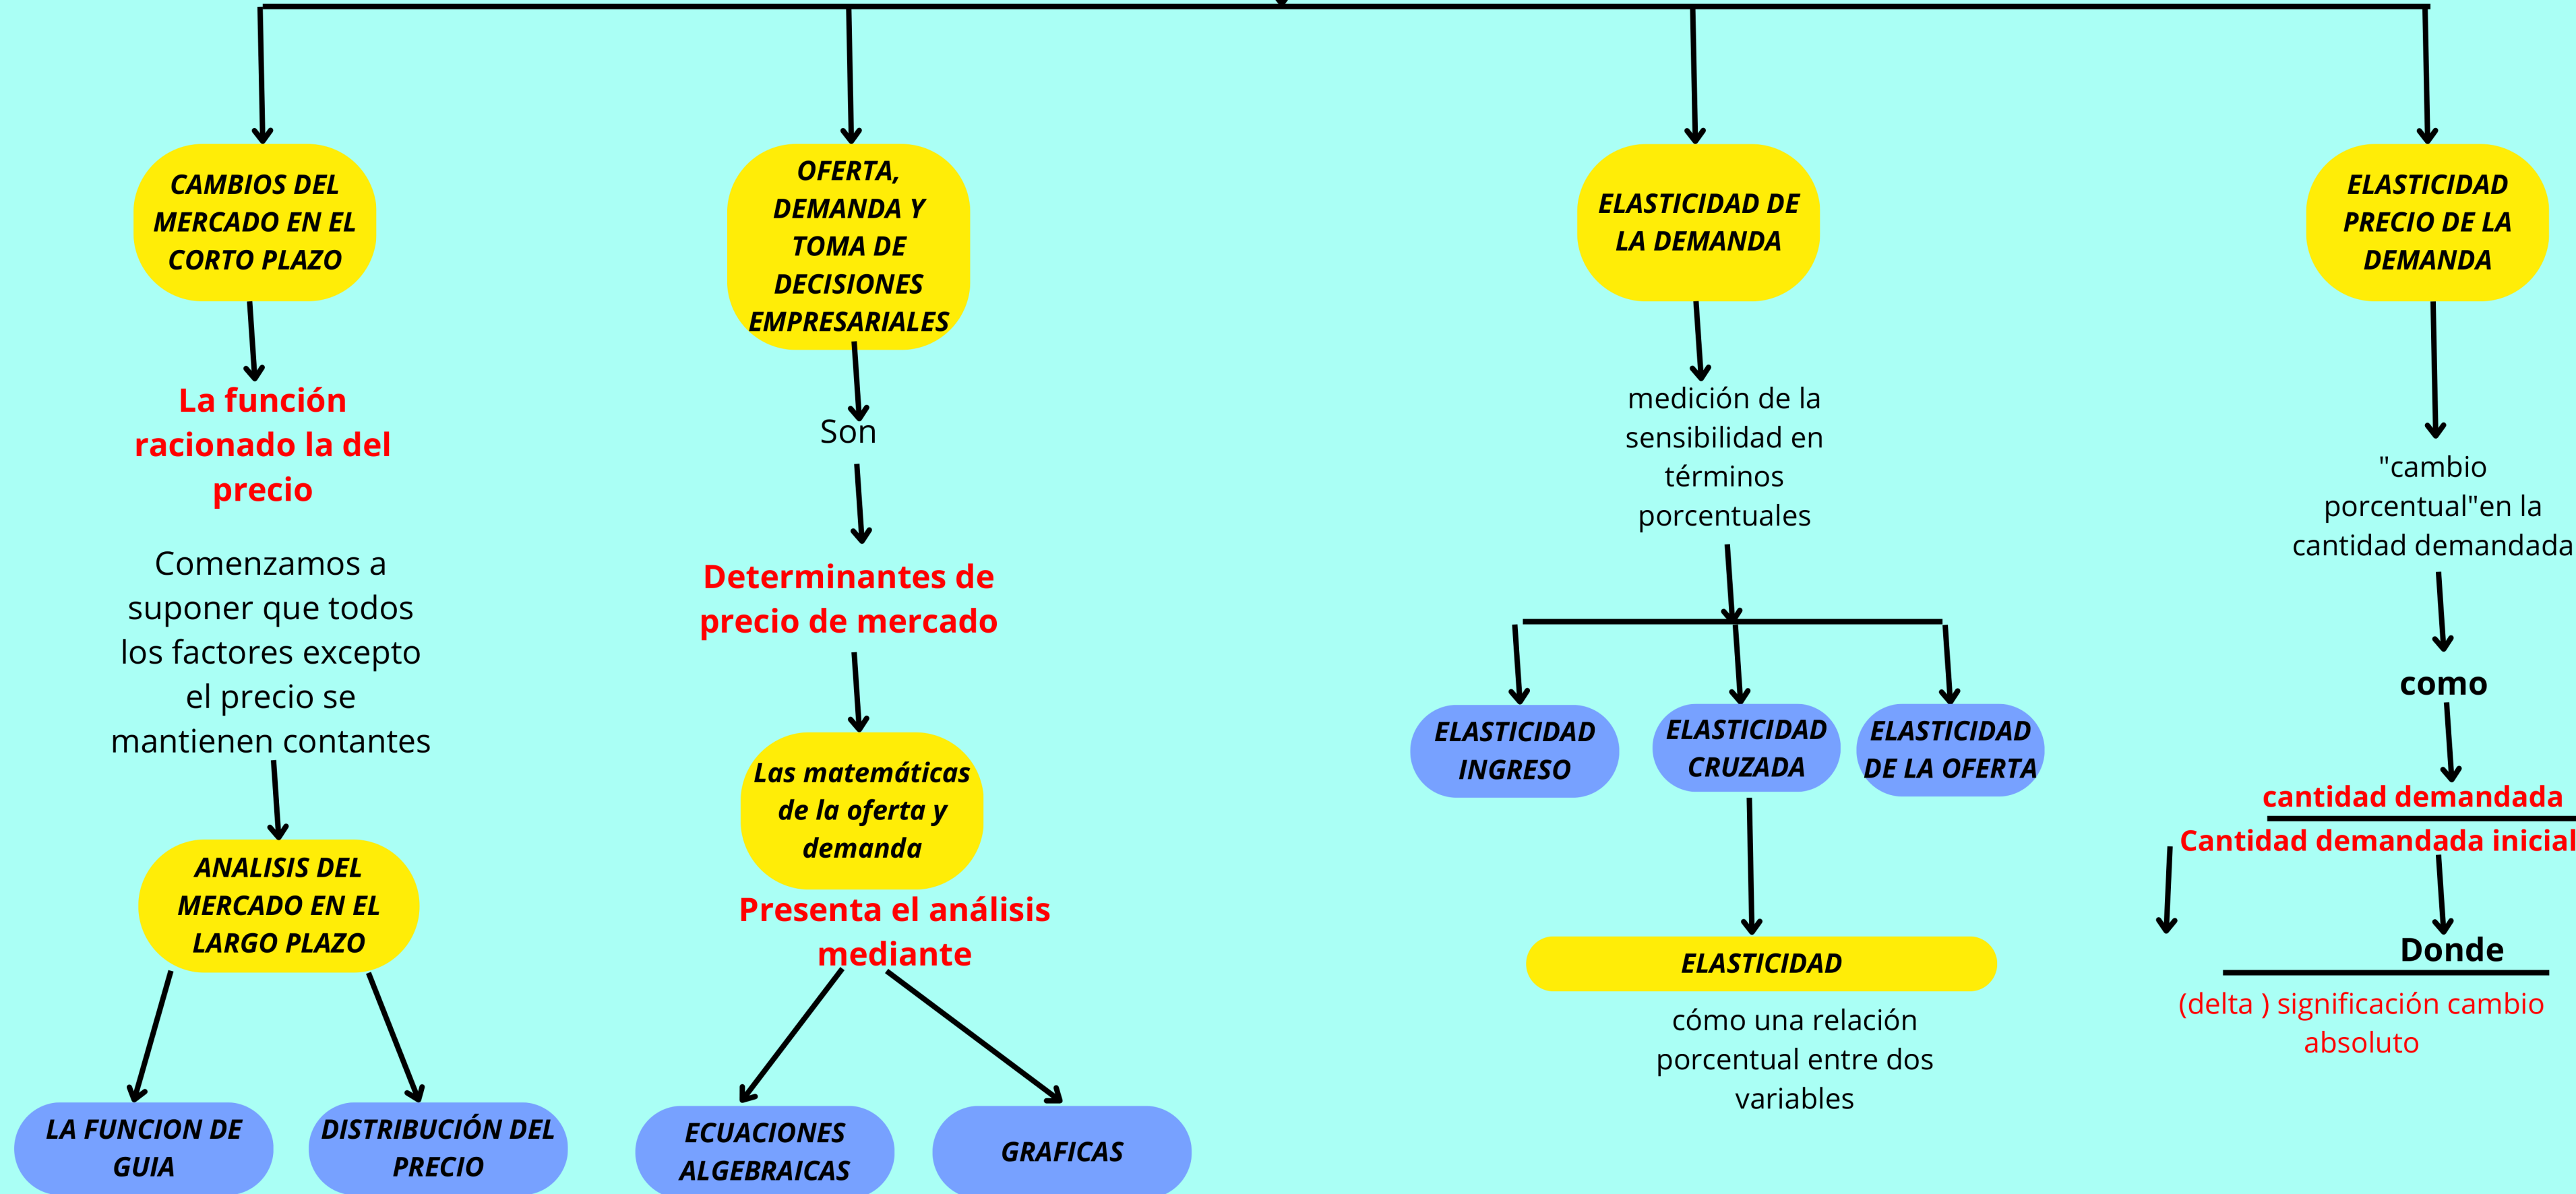 CAMBIOS DEL
MERCADO EN EL
CORTO PLAZO
La función
racionado la del
precio
Comenzamos a
suponer que todos
los factores excepto
el precio se
mantienen contantes
ANALISIS DEL
MERCADO EN EL
LARGO PLAZO
LA FUNCION DE
GUIA
DISTRIBUCIÓN DEL
PRECIO
OFERTA,
DEMANDA Y
TOMA DE
DECISIONES
EMPRESARIALES
Son
Determinantes de
precio de mercado
Las matemáticas
de la oferta y
demanda
Presenta el análisis
mediante
ECUACIONES
ALGEBRAICAS
GRAFICAS
ELASTICIDAD DE
LA DEMANDA
medición de la
sensibilidad en
términos
porcentuales
ELASTICIDAD
INGRESO
ELASTICIDAD
CRUZADA
ELASTICIDAD
DE LA OFERTA
ELASTICIDAD
cómo una relación
porcentual entre dos
variables
ELASTICIDAD
PRECIO DE LA
DEMANDA
"cambio
porcentual"en la
cantidad demandada
como
cantidad demandada
Cantidad demandada inicial
Donde
(delta ) significación cambio
absoluto